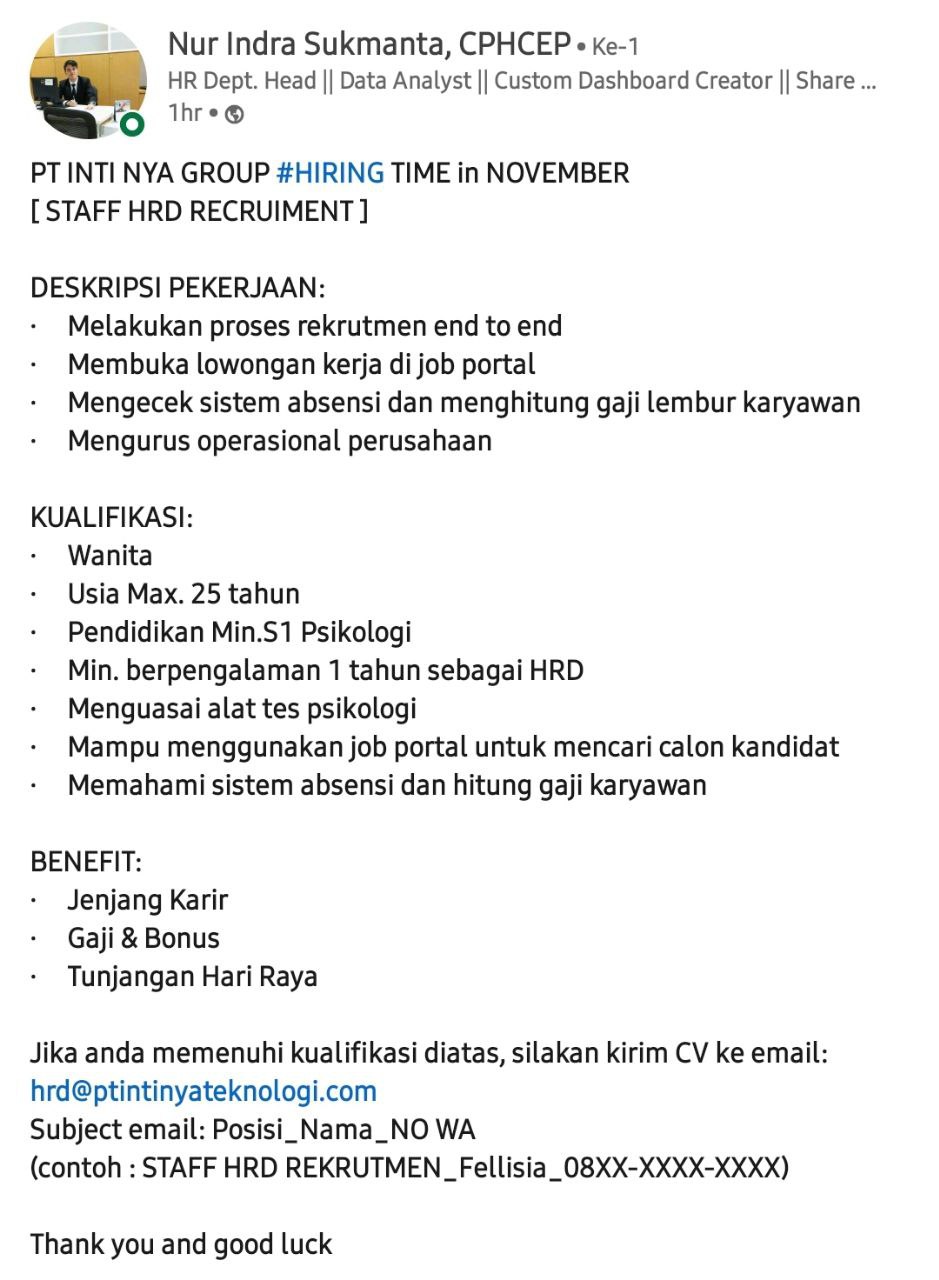 Nur Indra Sukmanta, CPHCEP • Ke-1
HR Dept. Head || Data Analyst || Custom Dashboard Creator || Share ...
1hr •
PT INTI NYA GROUP #HIRING TIME in NOVEMBER
[ STAFF HRD RECRUIMENT ]
DESKRIPSI PEKERJAAN:
· Melakukan proses rekrutmen end to end
· Membuka lowongan kerja di job portal
· Mengecek sistem absensi dan menghitung gaji lembur karyawan
· Mengurus operasional perusahaan
KUALIFIKASI:
· Wanita
· Usia Max. 25 tahun
· Pendidikan Min.S1 Psikologi
· Min. berpengalaman 1 tahun sebagai HRD
· Menguasai alat tes psikologi
· Mampu menggunakan job portal untuk mencari calon kandidat
· Memahami sistem absensi dan hitung gaji karyawan
BENEFIT:
· Jenjang Karir
· Gaji & Bonus
· Tunjangan Hari Raya
Jika anda memenuhi kualifikasi diatas, silakan kirim CV ke email:
hrd@ptintinyateknologi.com
Subject email: Posisi_Nama_NO WA
(contoh : STAFF HRD REKRUTMEN_Fellisia_08XX-XXXX-XXXX)
Thank you and good luck